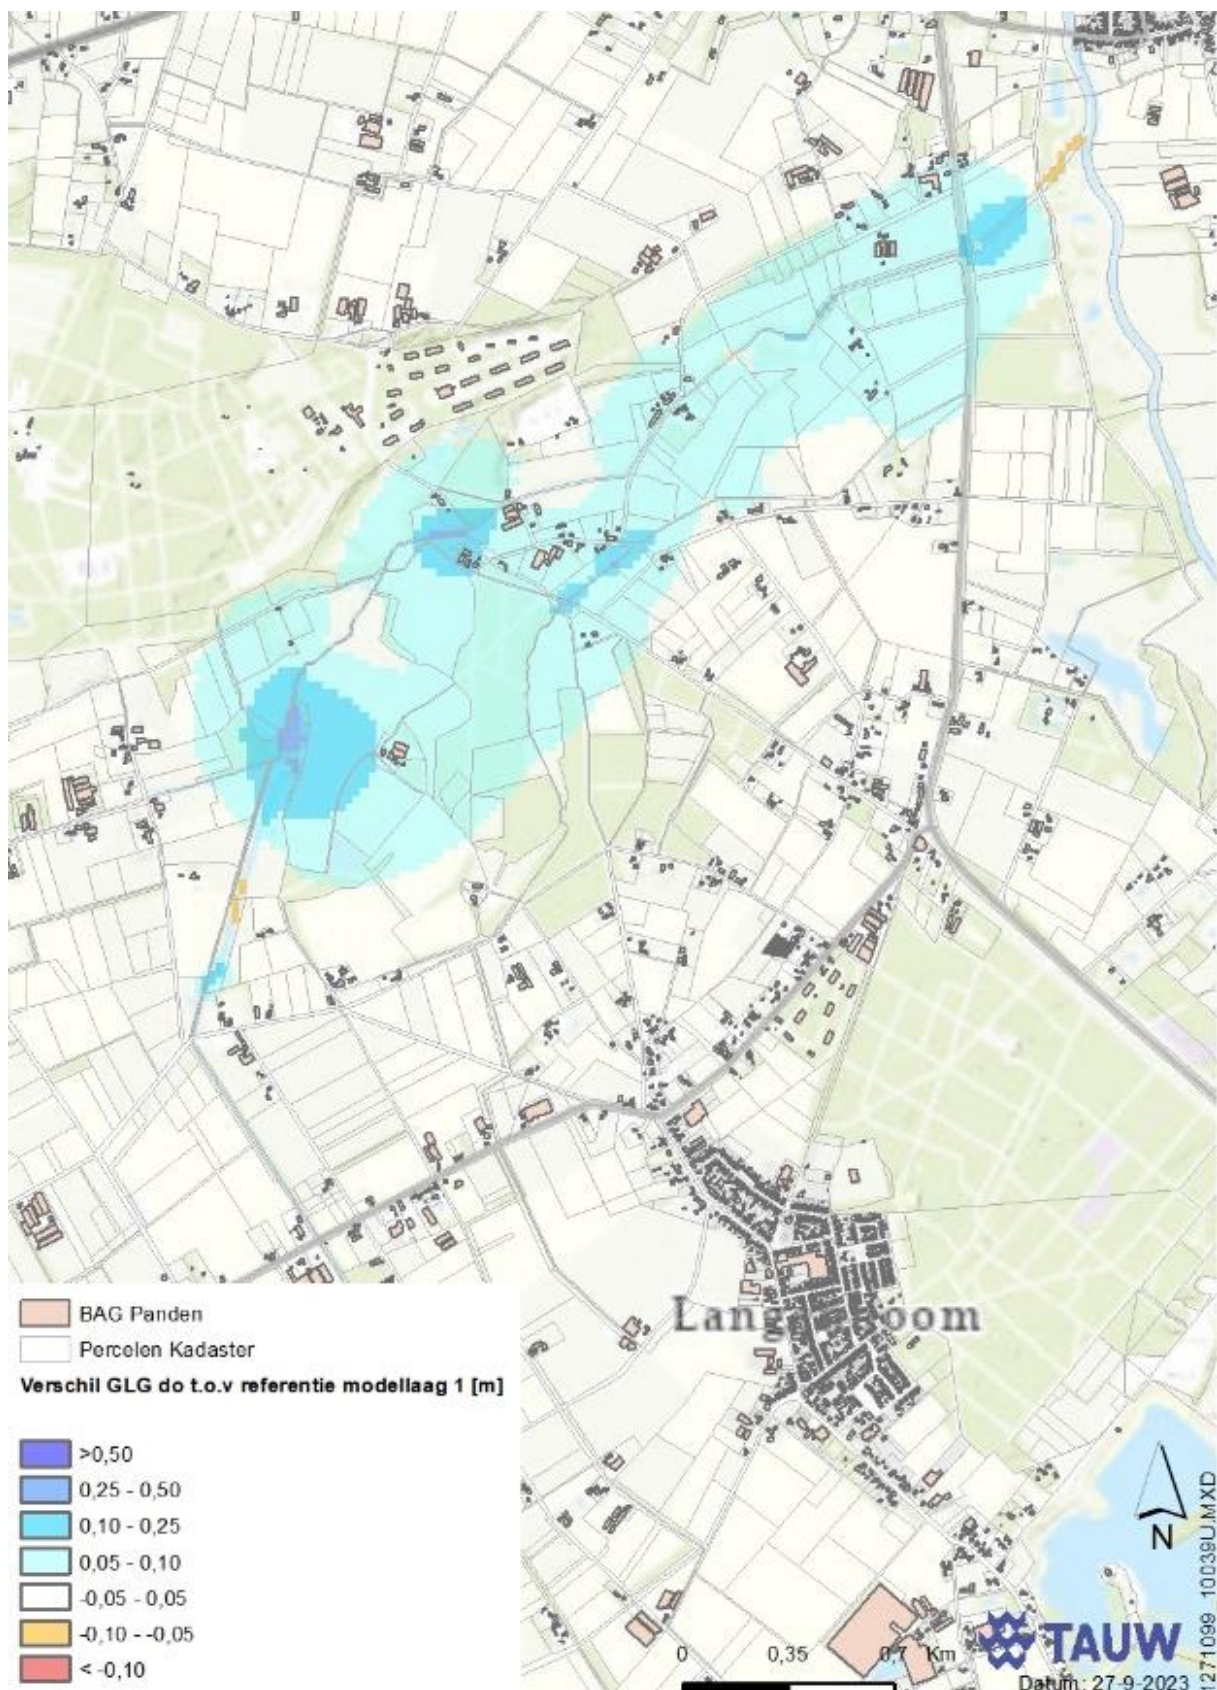 BAG Panden
Percelen Kadaster
Verschil GLG do t.o.v referentie modellaag 1 [m]
>0,50
0,25 - 0,50
0,10 - 0,25
0,05 - 0,10
-0,05 - 0,05
-0,10 - -0,05
< -0,10
N
0 0,35 0,7 Km
TAUW
Datum: 27-9-2023
1271099_10039U.MXD